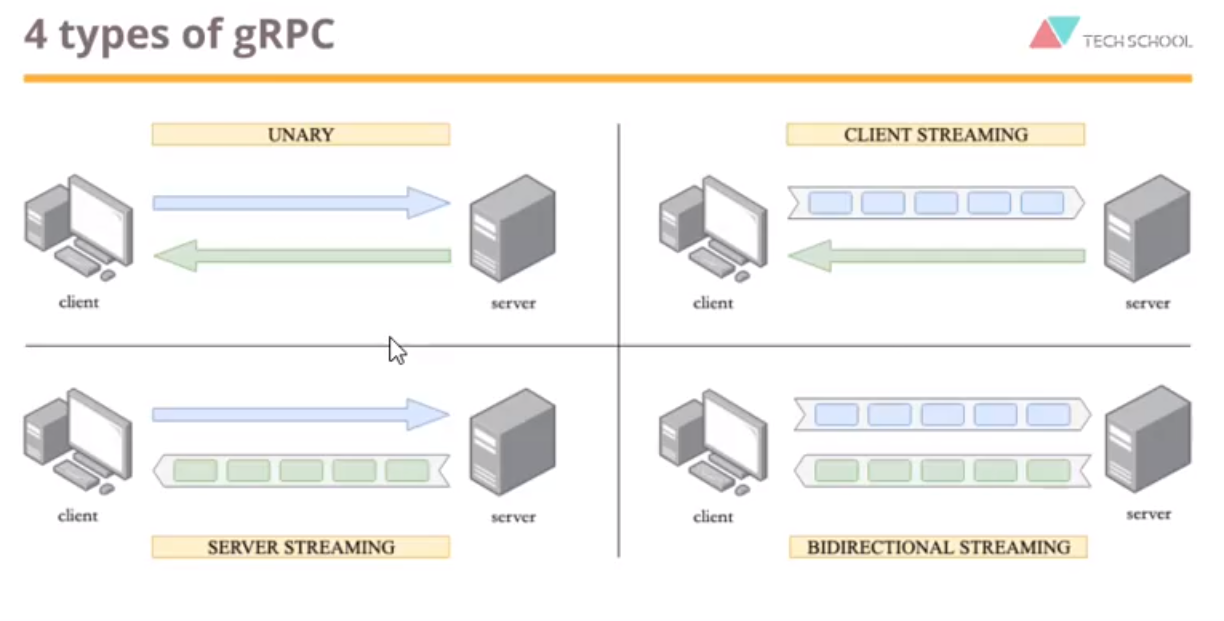 4 types of gRPC
TECH SCHOOL
UNARY
client
server
CLIENT STREAMING
client
server
client
server
SERVER STREAMING
client
server
BIDIRECTIONAL STREAMING